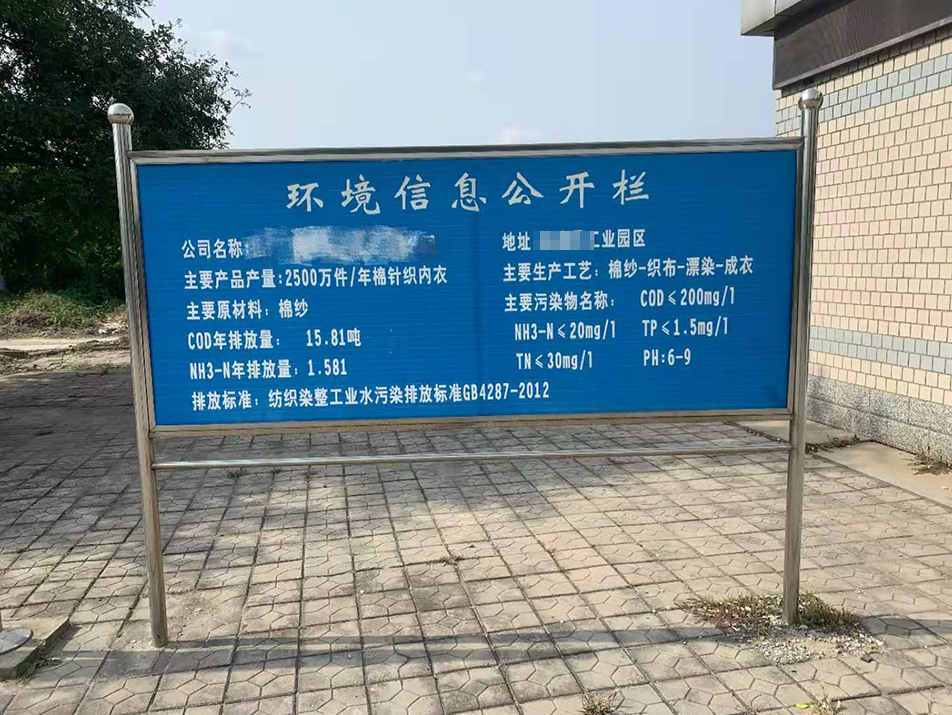 环境信息公开栏
公司名称:
主要产品产量:2500万件/年棉针织内衣
主要原材料: 棉纱
COD年排放量: 15.81吨
NH3-N年排放量: 1.581
排放标准: 纺织染整工业水污染排放标准GB4287-2012
地址 工业园区
主要生产工艺: 棉纱-织布-漂染-成衣
主要污染物名称: COD≤200mg/l
NH3-N≤20mg/l TP≤1.5mg/l
TN≤30mg/l PH:6-9